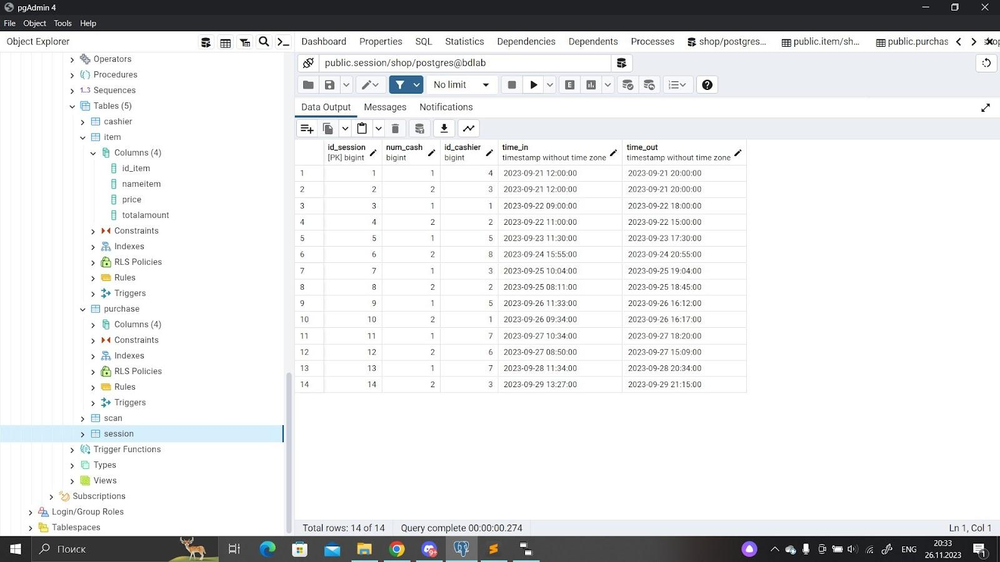 pgAdmin 4
File Object Tools Help
Object Explorer
Dashboard Properties SQL Statistics Dependencies Dependents Processes shop/postgres... public.item/sh... public.purchas
public.session/shop/postgres@bdlab
No limit
Data Output Messages Notifications
Operators
Procedures
1..3 Sequences
Tables (5)
cashier
item
Columns (4)
id_item
nameitem
price
totalamount
Constraints
Indexes
RLS Policies
Rules
Triggers
purchase
Columns (4)
Constraints
Indexes
RLS Policies
Rules
Triggers
scan
session
Trigger Functions
Types
Views
Subscriptions
Login/Group Roles
Tablespaces
id_session num_cash id_cashier time_in time_out
[PK] bigint bigint bigint timestamp without time zone timestamp without time zone
1 1 1 4 2023-09-21 12:00:00 2023-09-21 20:00:00
2 2 2 3 2023-09-21 12:00:00 2023-09-21 20:00:00
3 3 1 1 2023-09-22 09:00:00 2023-09-22 18:00:00
4 4 2 2 2023-09-22 11:00:00 2023-09-22 15:00:00
5 5 1 5 2023-09-23 11:30:00 2023-09-23 17:30:00
6 6 2 8 2023-09-24 15:55:00 2023-09-24 20:55:00
7 7 1 3 2023-09-25 10:04:00 2023-09-25 19:04:00
8 8 2 2 2023-09-25 08:11:00 2023-09-25 18:45:00
9 9 1 5 2023-09-26 11:33:00 2023-09-26 16:12:00
10 10 2 1 2023-09-26 09:34:00 2023-09-26 16:17:00
11 11 1 7 2023-09-27 10:34:00 2023-09-27 18:20:00
12 12 2 6 2023-09-27 08:50:00 2023-09-27 15:09:00
13 13 1 7 2023-09-28 11:34:00 2023-09-28 20:34:00
14 14 2 3 2023-09-29 13:27:00 2023-09-29 21:15:00
Total rows: 14 of 14 Query complete 00:00:00.274 Ln 1, Col 1
Поиск
9+
ENG
20:33
26.11.2023
1